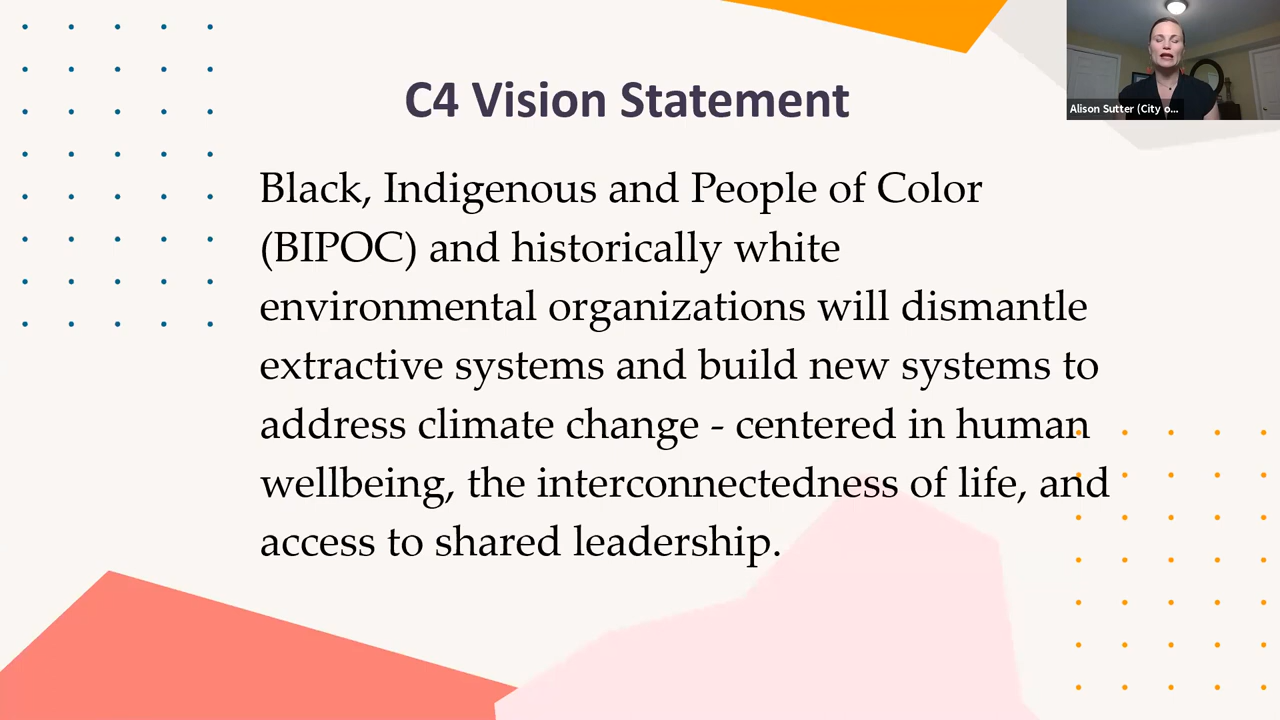 C4 Vision Statement
Alison Sutter (City o...
Black, Indigenous and People of Color
(BIPOC) and historically white
environmental organizations will dismantle
extractive systems and build new systems to
address climate change - centered in human
wellbeing, the interconnectedness of life, and
access to shared leadership.